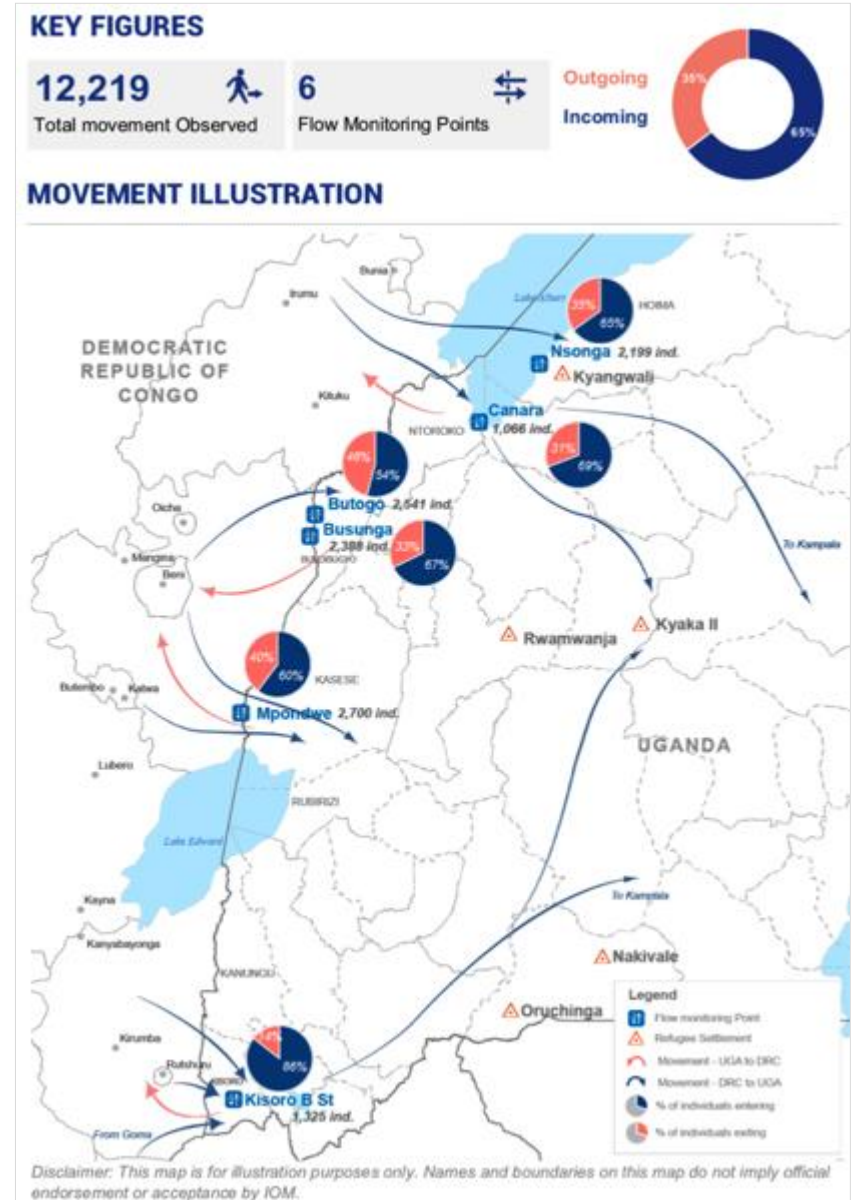 KEY FIGURES
12,219
Total movement Observed
6
Flow Monitoring Points
Outgoing
Incoming
35%
65%
MOVEMENT ILLUSTRATION
Bunia
Irumu
Lake Albert
HOIMA
35%
65%
DEMOCRATIC
REPUBLIC OF
CONGO
Nsonga 2,199 ind.
Kyangwali
Kiluku
Canara
1,066 ind.
NTOROKO
31%
69%
46%
54%
Oicha
Butogo 2,541 ind.
Busunga
2,388 ind.
33%
67%
BUNDIBUGYO
To Kampala
Mangina
Beni
Kyaka II
Rwamwanja
40%
60%
KASESE
Butembo
Katwa
Mpondwe 2,700 ind.
UGANDA
Lubero
RUBIRIZI
Lake Edward
Kayna
To Kampala
Kanyabayonga
Nakivale
KANUNGU
Oruchinga
Legend
Flow monitoring Point
Refugee Settlement
Movement - UGA to DRC
Movement - DRC to UGA
% of individuals entering
% of individuals exiting
14%
86%
Kirumba
Rutshuru
KISORO
Kisoro B St
1,325 ind.
From Goma
Disclaimer: This map is for illustration purposes only. Names and boundaries on this map do not imply official
endorsement or acceptance by IOM.